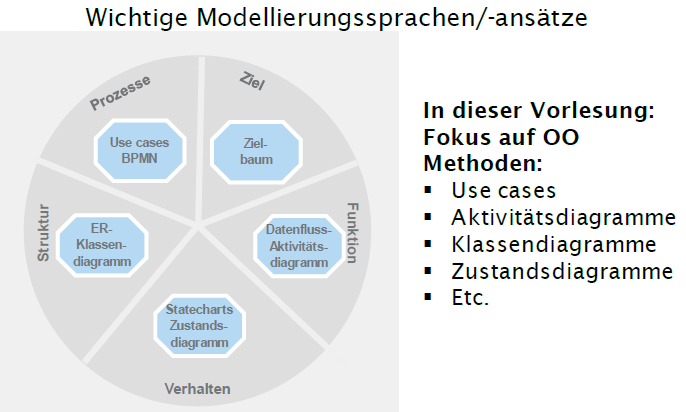 Wichtige Modellierungssprachen/-ansätze
Prozesse
Ziel
Use cases
BPMN
Ziel-
baum
Struktur
ER-
Klassen-
diagramm
Datenfluss-
Aktivitäts-
diagramm
Funktion
Statecharts
Zustands-
diagramm
Verhalten
In dieser Vorlesung:
Fokus auf OO
Methoden:
▪ Use cases
▪ Aktivitätsdiagramme
▪ Klassendiagramme
▪ Zustandsdiagramme
▪ Etc.